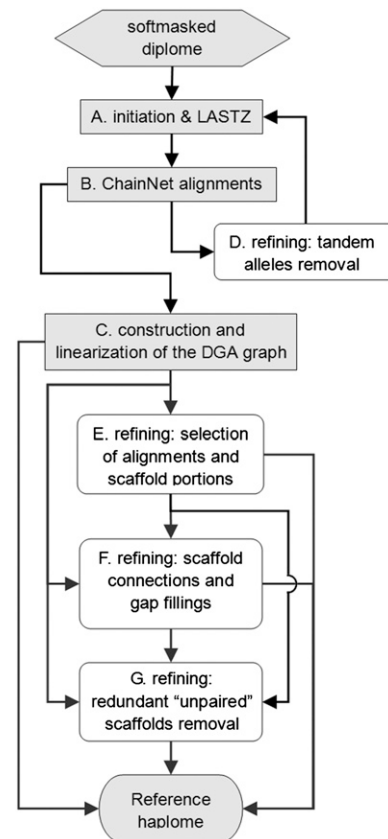 softmasked
diplome
A. initiation & LASTZ
B. ChainNet alignments
D. refining: tandem
alleles removal
C. construction and
linearization of the DGA graph
E. refining: selection
of alignments and
scaffold portions
F. refining: scaffold
connections and
gap fillings
G. refining:
redundant “unpaired”
scaffolds removal
Reference
haplome